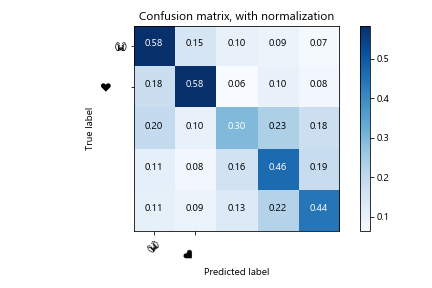 Confusion matrix, with normalization
0.58 0.15 0.10 0.09 0.07
0.18 0.58 0.06 0.10 0.08
0.20 0.10 0.30 0.23 0.18
0.11 0.08 0.16 0.46 0.19
0.11 0.09 0.13 0.22 0.44
True label
♥
♥
Predicted label
0.5
0.4
0.3
0.2
0.1